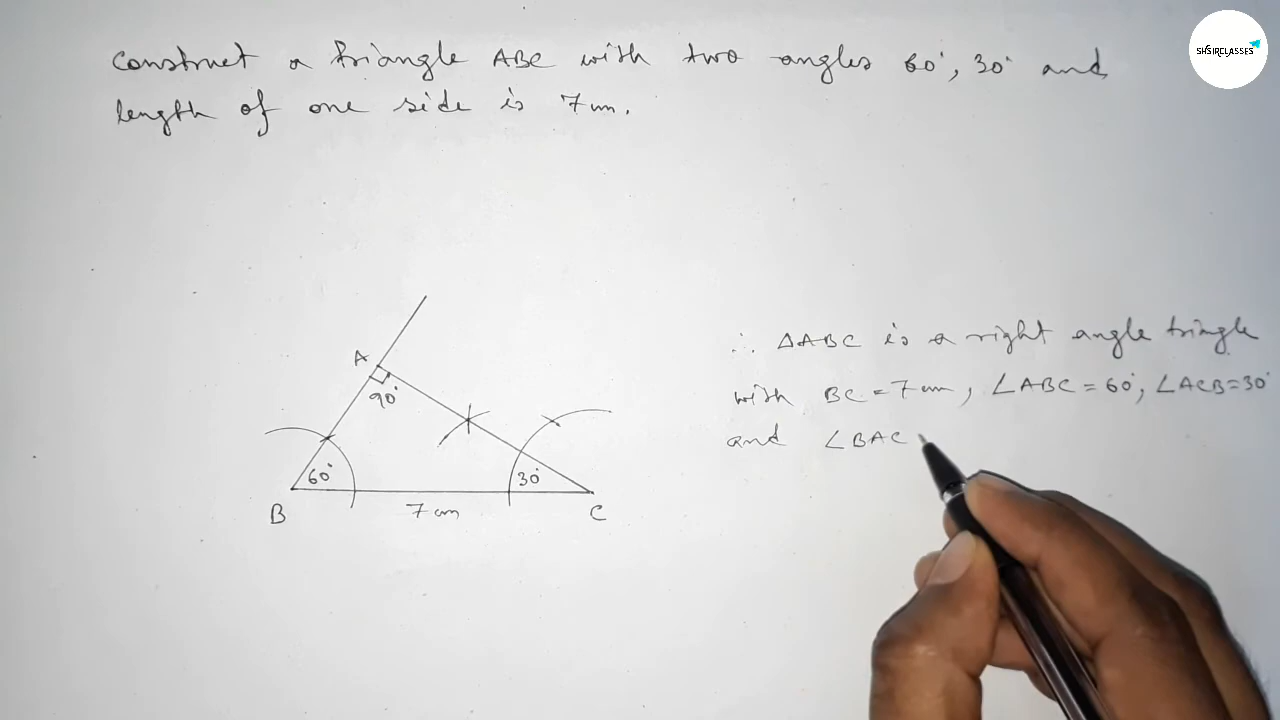 SHSIRCLASSES
Construct a triangle ABC with two angles 60°, 30° and
length of one side is 7cm.
A
90°
60°
30°
B
7cm
C
∴ △ABC is a right angle triangle
with BC = 7cm, ∠ABC = 60°, ∠ACB = 30°
and ∠BAC